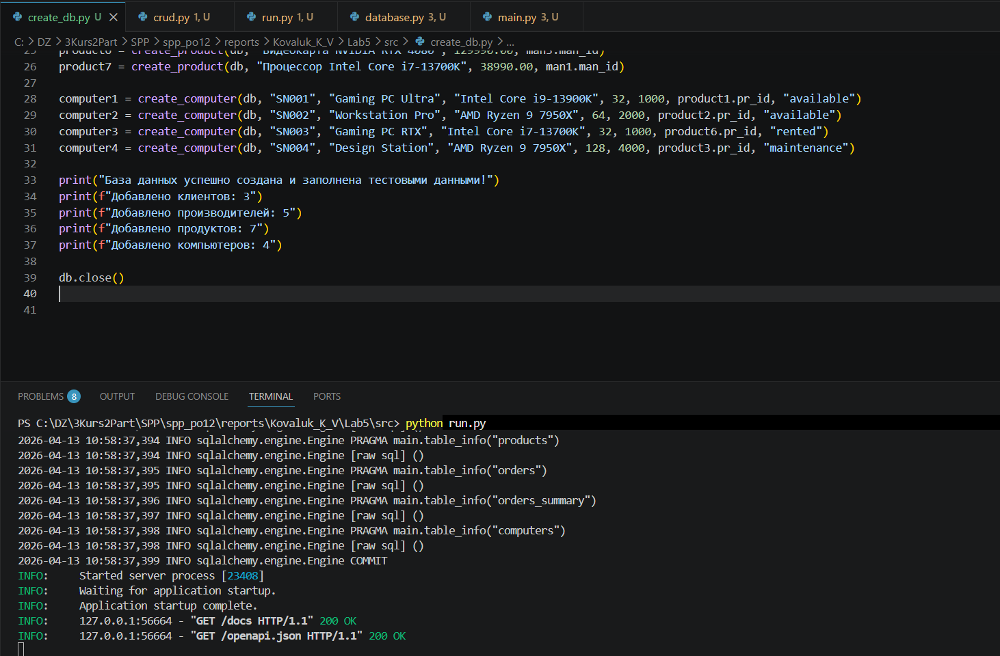 create_db.py U
crud.py 1, U
run.py 1, U
database.py 3, U
main.py 3, U
C: > DZ > 3Kurs2Part > SPP > spp_po12 > reports > Kovaluk_K_V > Lab5 > src > create_db.py > ...
25 product6 = create_product(db, "Видеокарта NVIDIA RTX 4080", 129990.00, man3.man_id)
26 product7 = create_product(db, "Процессор Intel Core i7-13700K", 38990.00, man1.man_id)
27
28 computer1 = create_computer(db, "SN001", "Gaming PC Ultra", "Intel Core i9-13900K", 32, 1000, product1.pr_id, "available")
29 computer2 = create_computer(db, "SN002", "Workstation Pro", "AMD Ryzen 9 7950X", 64, 2000, product2.pr_id, "available")
30 computer3 = create_computer(db, "SN003", "Gaming PC RTX", "Intel Core i7-13700K", 32, 1000, product6.pr_id, "rented")
31 computer4 = create_computer(db, "SN004", "Design Station", "AMD Ryzen 9 7950X", 128, 4000, product3.pr_id, "maintenance")
32
33 print("База данных успешно создана и заполнена тестовыми данными!")
34 print(f"Добавлено клиентов: 3")
35 print(f"Добавлено производителей: 5")
36 print(f"Добавлено продуктов: 7")
37 print(f"Добавлено компьютеров: 4")
38
39 db.close()
40
41
PROBLEMS 8 OUTPUT DEBUG CONSOLE TERMINAL PORTS
PS C:\DZ\3Kurs2Part\SPP\spp_po12\reports\Kovaluk_K_V\Lab5\src> python run.py
2026-04-13 10:58:37,394 INFO sqlalchemy.engine.Engine PRAGMA main.table_info("products")
2026-04-13 10:58:37,394 INFO sqlalchemy.engine.Engine [raw sql] ()
2026-04-13 10:58:37,395 INFO sqlalchemy.engine.Engine PRAGMA main.table_info("orders")
2026-04-13 10:58:37,395 INFO sqlalchemy.engine.Engine [raw sql] ()
2026-04-13 10:58:37,396 INFO sqlalchemy.engine.Engine PRAGMA main.table_info("orders_summary")
2026-04-13 10:58:37,397 INFO sqlalchemy.engine.Engine [raw sql] ()
2026-04-13 10:58:37,398 INFO sqlalchemy.engine.Engine PRAGMA main.table_info("computers")
2026-04-13 10:58:37,398 INFO sqlalchemy.engine.Engine [raw sql] ()
2026-04-13 10:58:37,399 INFO sqlalchemy.engine.Engine COMMIT
INFO: Started server process [23408]
INFO: Waiting for application startup.
INFO: Application startup complete.
INFO: 127.0.0.1:56664 - "GET /docs HTTP/1.1" 200 OK
INFO: 127.0.0.1:56664 - "GET /openapi.json HTTP/1.1" 200 OK